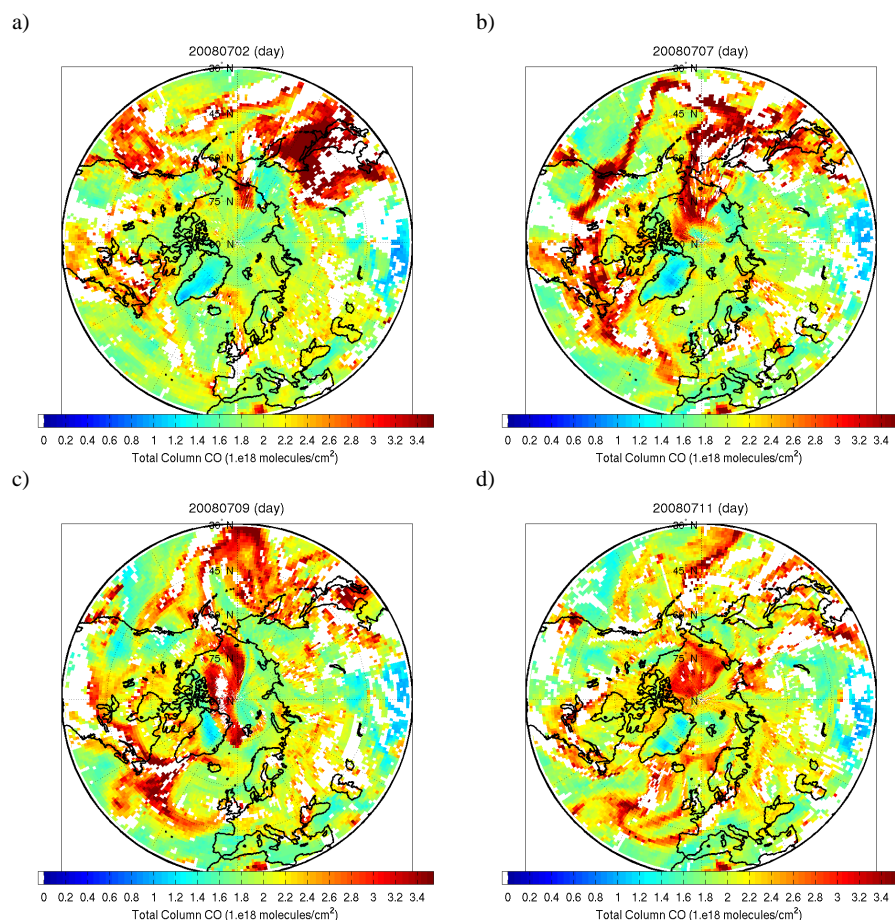 a)
b)
20080702 (day)
20080707 (day)
30° N
45 N
60 N
75 N
90 N
30° N
45 N
60 N
75 N
90 N
0 0.2 0.4 0.6 0.8 1 1.2 1.4 1.6 1.8 2 2.2 2.4 2.6 2.8 3 3.2 3.4
0 0.2 0.4 0.6 0.8 1 1.2 1.4 1.6 1.8 2 2.2 2.4 2.6 2.8 3 3.2 3.4
Total Column CO (1.e18 molecules/cm²)
Total Column CO (1.e18 molecules/cm²)
c)
d)
20080709 (day)
20080711 (day)
30° N
45 N
60 N
75 N
90 N
30° N
45 N
60 N
75 N
90 N
0 0.2 0.4 0.6 0.8 1 1.2 1.4 1.6 1.8 2 2.2 2.4 2.6 2.8 3 3.2 3.4
0 0.2 0.4 0.6 0.8 1 1.2 1.4 1.6 1.8 2 2.2 2.4 2.6 2.8 3 3.2 3.4
Total Column CO (1.e18 molecules/cm²)
Total Column CO (1.e18 molecules/cm²)